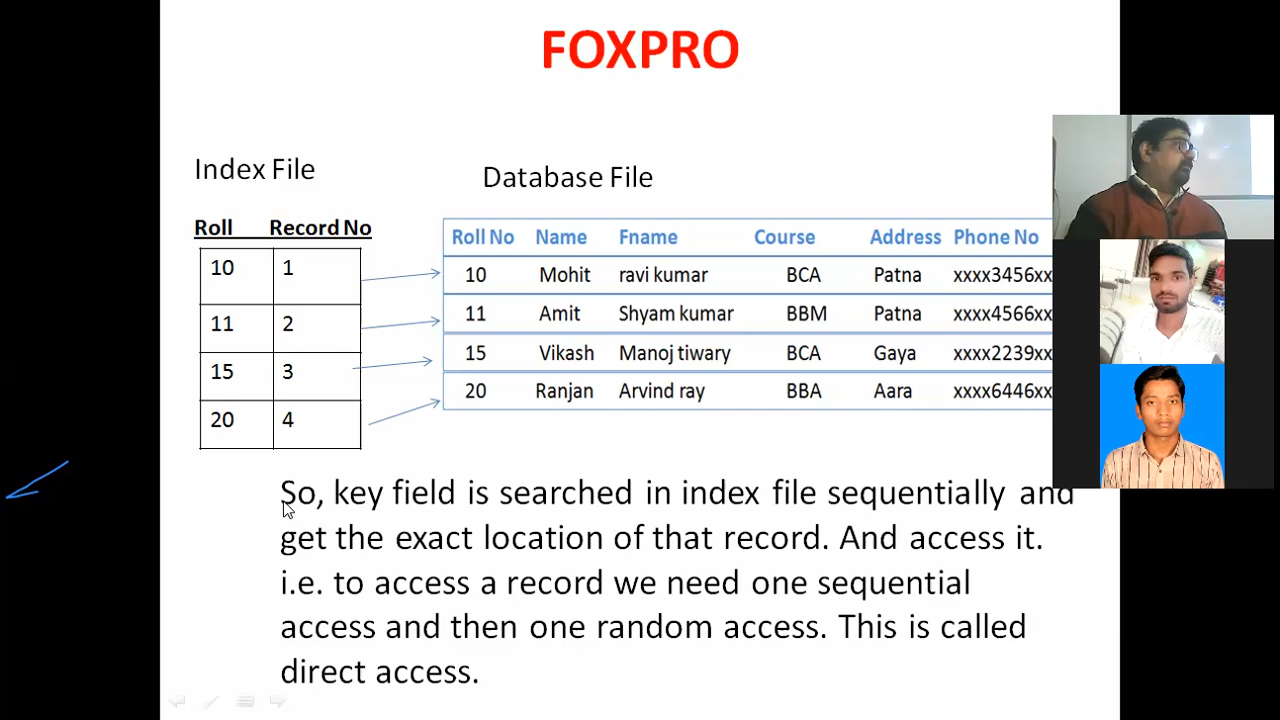 FOXPRO
Index File
Database File
Roll Record No
10 1
11 2
15 3
20 4
Roll No Name Fname Course Address Phone No
10 Mohit ravi kumar BCA Patna xxxx3456xx
11 Amit Shyam kumar BBM Patna xxxx4566xx
15 Vikash Manoj tiwary BCA Gaya xxxx2239xx
20 Ranjan Arvind ray BBA Aara xxxx6446xx
So, key field is searched in index file sequentially and
get the exact location of that record. And access it.
i.e. to access a record we need one sequential
access and then one random access. This is called
direct access.